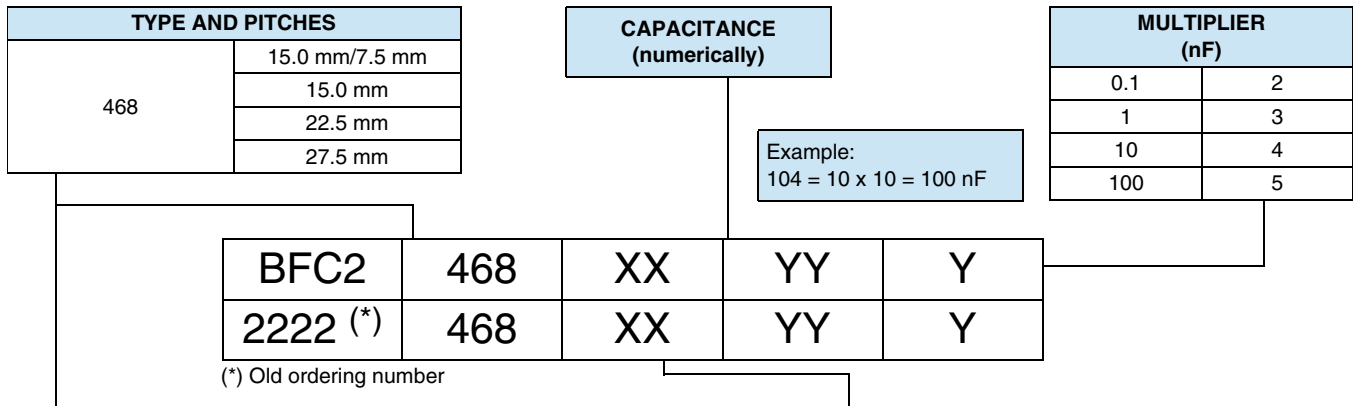 TYPE AND PITCHES
468
15.0 mm/7.5 mm
15.0 mm
22.5 mm
27.5 mm
CAPACITANCE
(numerically)
MULTIPLIER
(nF)
0.1 2
1 3
10 4
100 5
Example:
104 = 10 x 10 = 100 nF
BFC2 468 XX YY Y
2222 (*) 468 XX YY Y
(*) Old ordering number